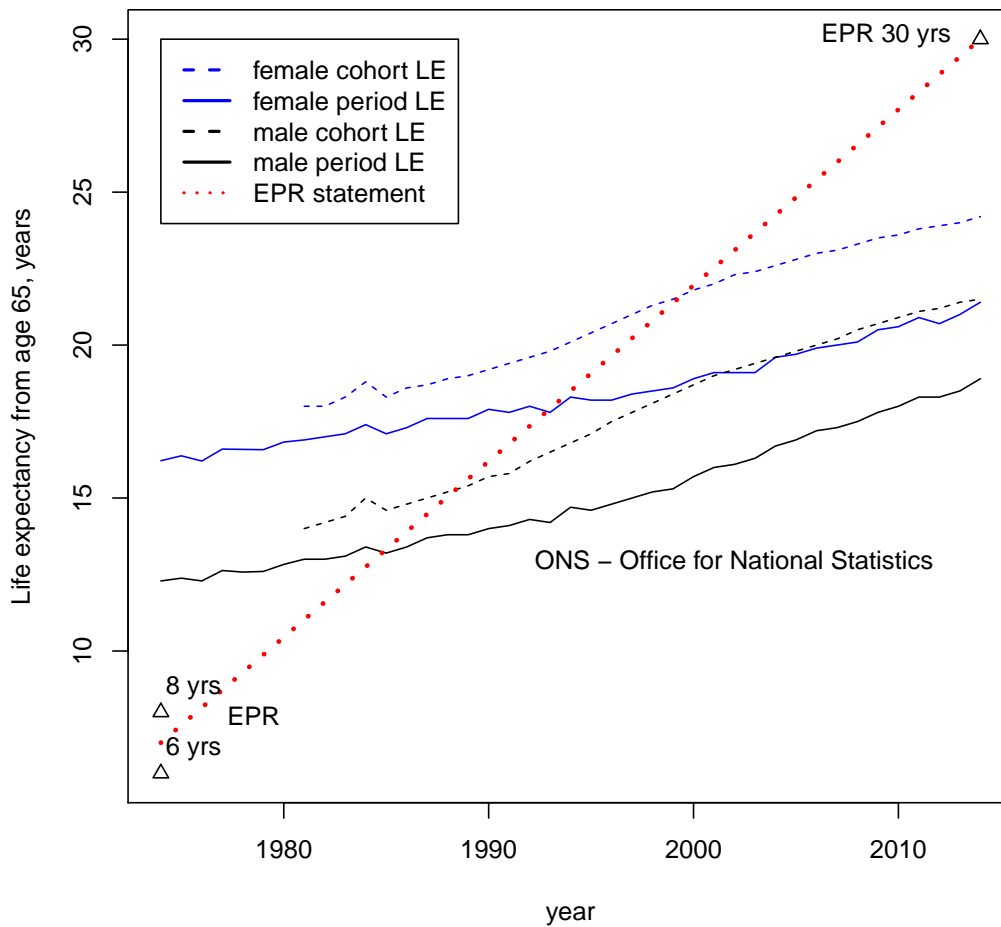 EPR 30 yrs
female cohort LE
female period LE
male cohort LE
male period LE
EPR statement
Life expectancy from age 65, years
30
25
20
15
10
ONS – Office for National Statistics
8 yrs
EPR
6 yrs
1980
1990
2000
2010
year